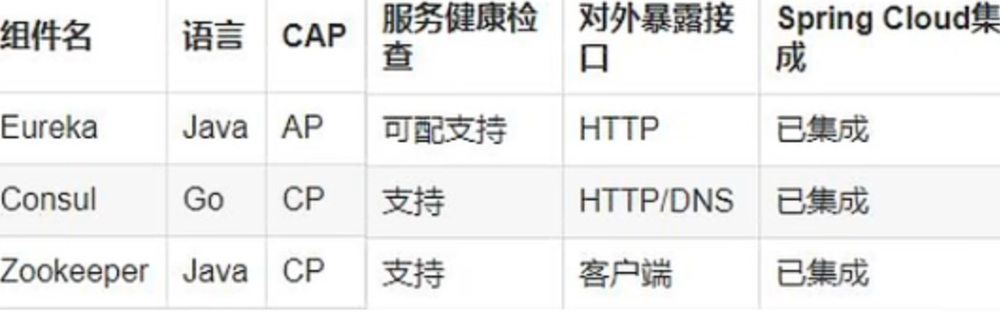 组件名 语言 CAP 服务健康检查 对外暴露接口 Spring Cloud集成
Eureka Java AP 可配支持 HTTP 已集成
Consul Go CP 支持 HTTP/DNS 已集成
Zookeeper Java CP 支持 客户端 已集成